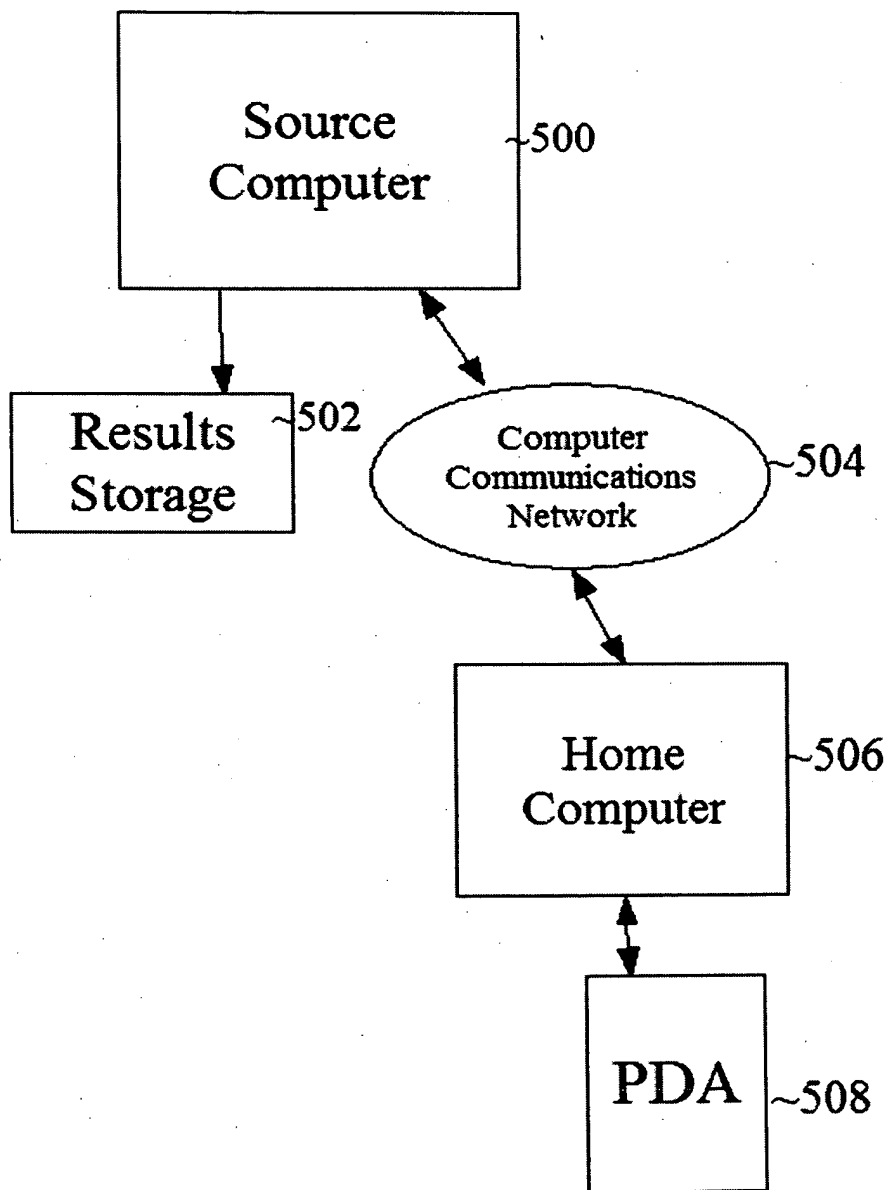 Source
Computer
~500
Results
Storage
~502
Computer
Communications
Network
~504
Home
Computer
~506
PDA
~508